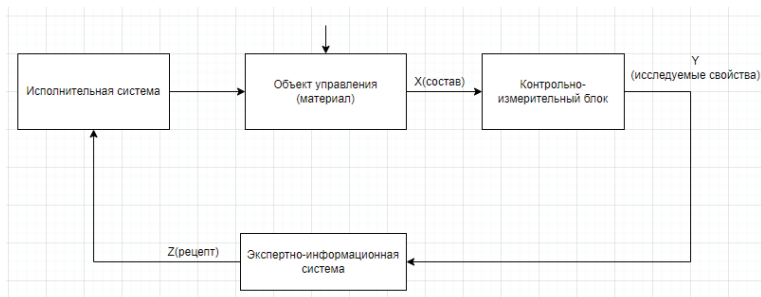 Исполнительная система
Объект управления
(материал)
X(состав)
Контрольно-
измерительный блок
Y
(исследуемые свойства)
Z(рецепт)
Экспертно-информационная
система